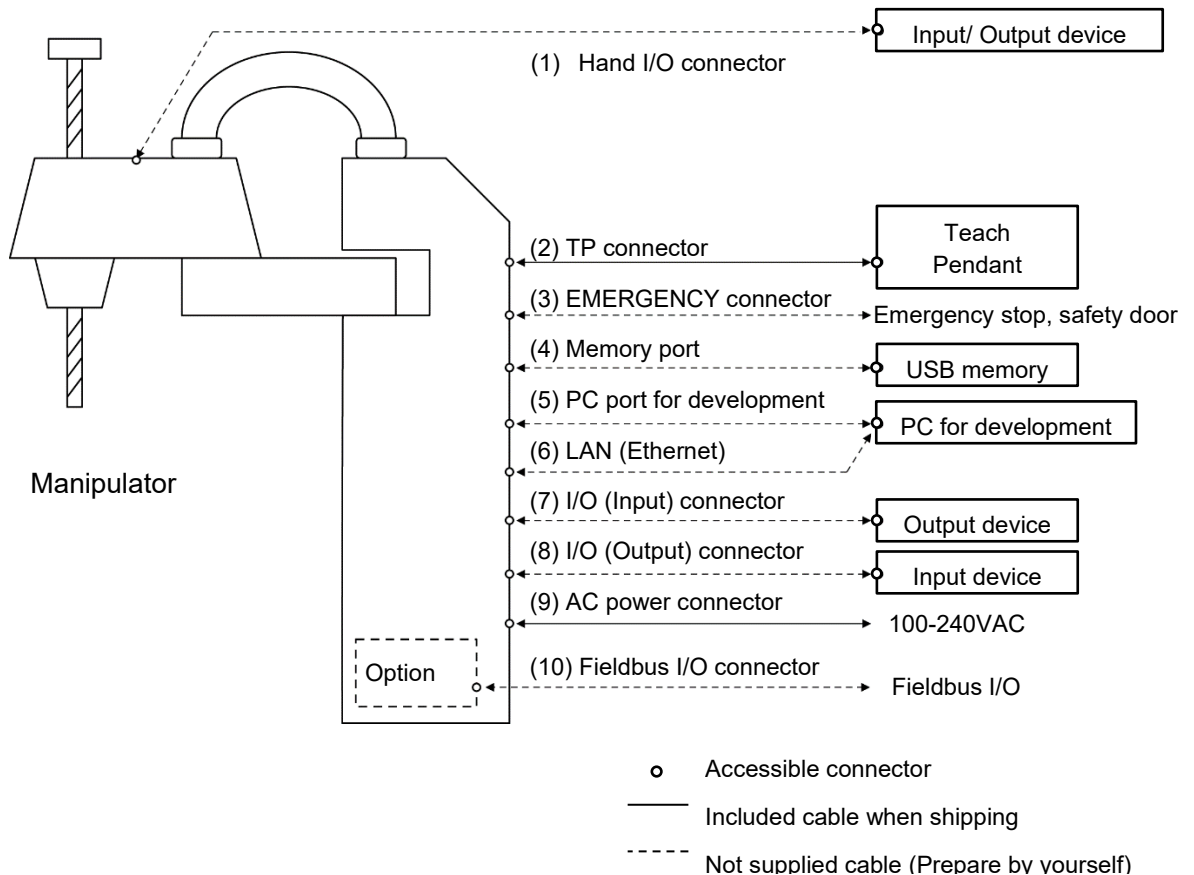 Input/ Output device
(1) Hand I/O connector
(2) TP connector
Teach
Pendant
(3) EMERGENCY connector
Emergency stop, safety door
(4) Memory port
USB memory
(5) PC port for development
PC for development
(6) LAN (Ethernet)
Manipulator
(7) I/O (Input) connector
Output device
(8) I/O (Output) connector
Input device
(9) AC power connector
100-240VAC
Option
(10) Fieldbus I/O connector
Fieldbus I/O
Accessible connector
Included cable when shipping
Not supplied cable (Prepare by yourself)